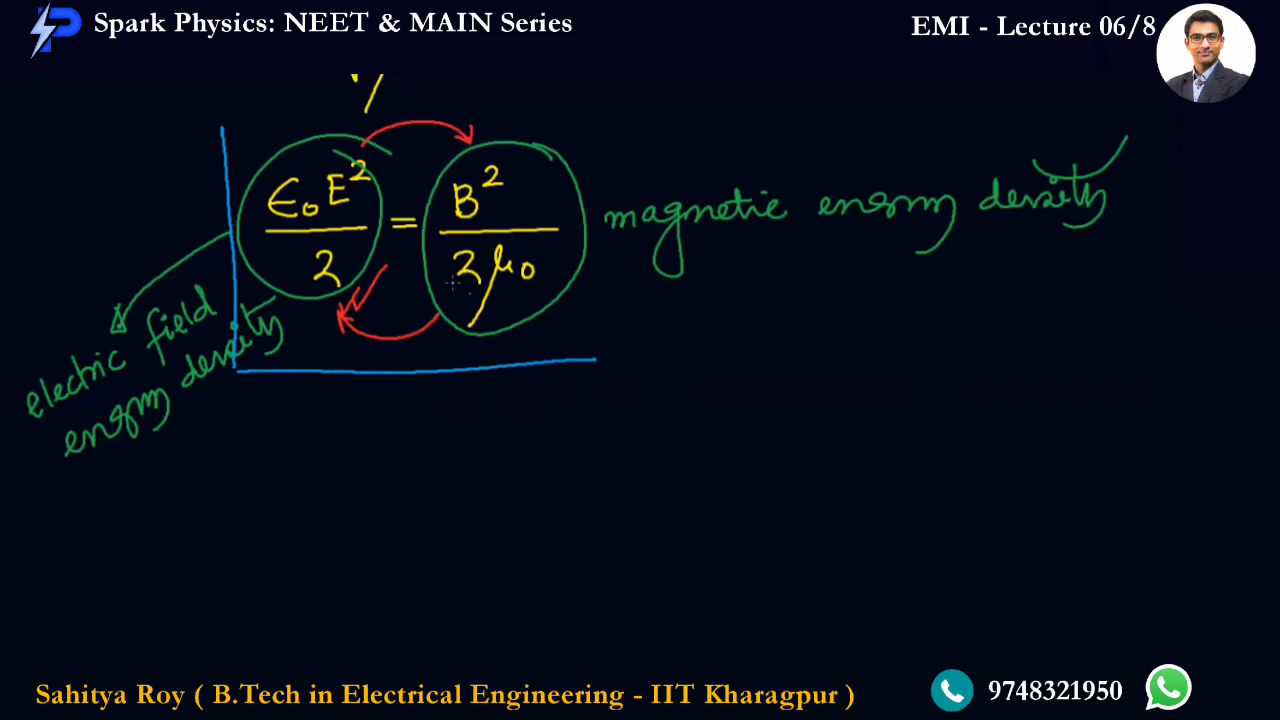 Spark Physics: NEET & MAIN Series
EMI - Lecture 06/8
ϵ₀E² / 2 = B² / 2μ₀
magnetic energy density
electric field
energy density
Sahitya Roy ( B.Tech in Electrical Engineering - IIT Kharagpur )
9748321950